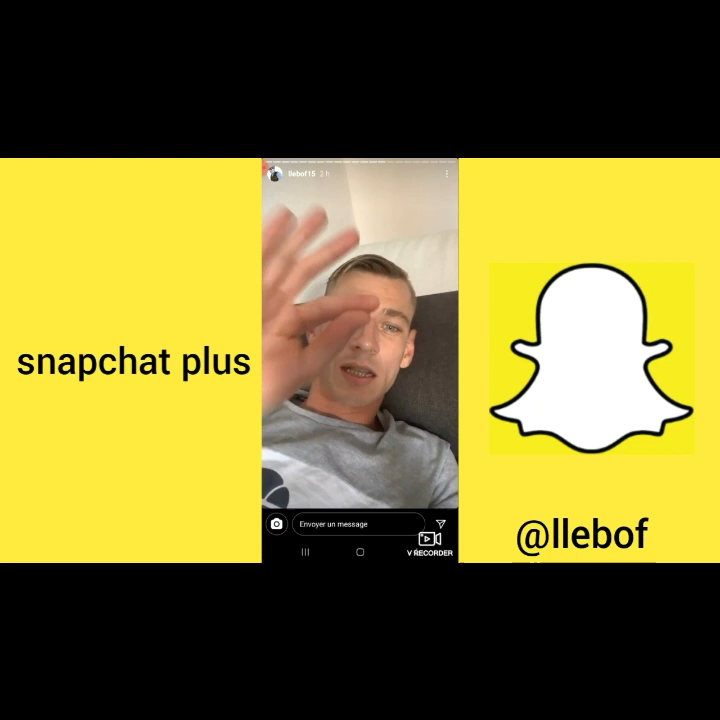 llebof15 2 h
snapchat plus
Envoyer un message
V RECORDER
@llebof